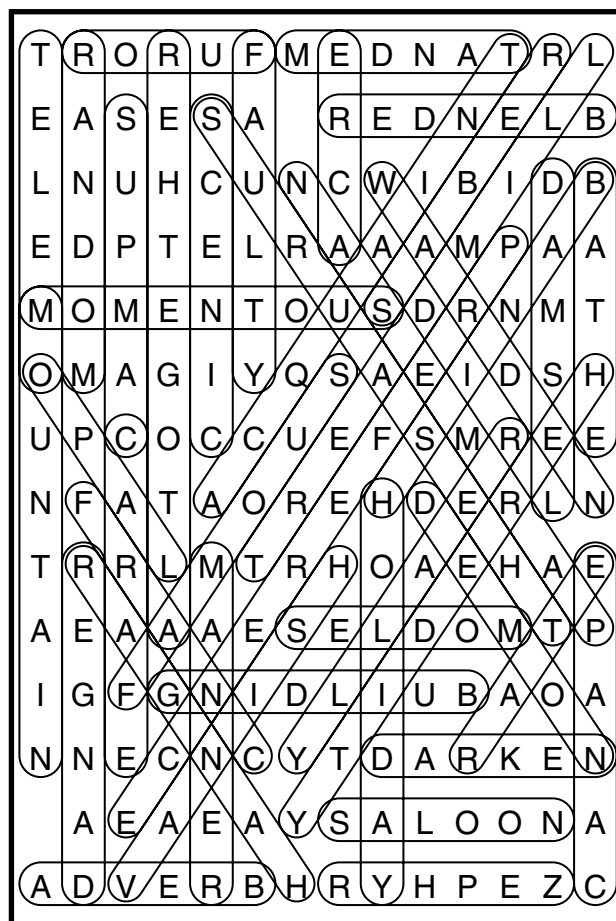 T R O R U F M E D N A T R L
E A S E S A R E D N E L B
L N U H C U N C W I B I D B
E D P T E L R A A A M P A A
M O M E N T O U S D R N M T
O M A G I Y Q S A E I D S H
U P C O C C U E F S M R E E
N F A T A O R E H D E R L N
T R R L M T R H O A E H A E
A E A A A E S E L D O M T P
I G F G N I D L I U B A O A
N N E C N C Y T D A R K E N
A E A E A Y S A L O O N A
A D V E R B H R Y H P E Z C